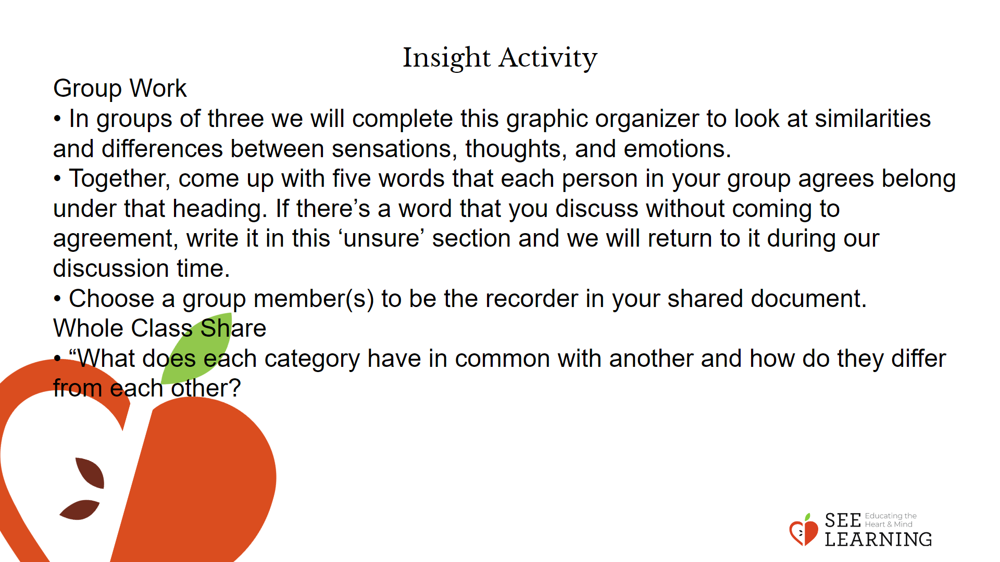 Insight Activity
Group Work
• In groups of three we will complete this graphic organizer to look at similarities
and differences between sensations, thoughts, and emotions.
• Together, come up with five words that each person in your group agrees belong
under that heading. If there’s a word that you discuss without coming to
agreement, write it in this ‘unsure’ section and we will return to it during our
discussion time.
• Choose a group member(s) to be the recorder in your shared document.
Whole Class Share
• “What does each category have in common with another and how do they differ
from each other?
SEE
Educating the
Heart & Mind
LEARNING